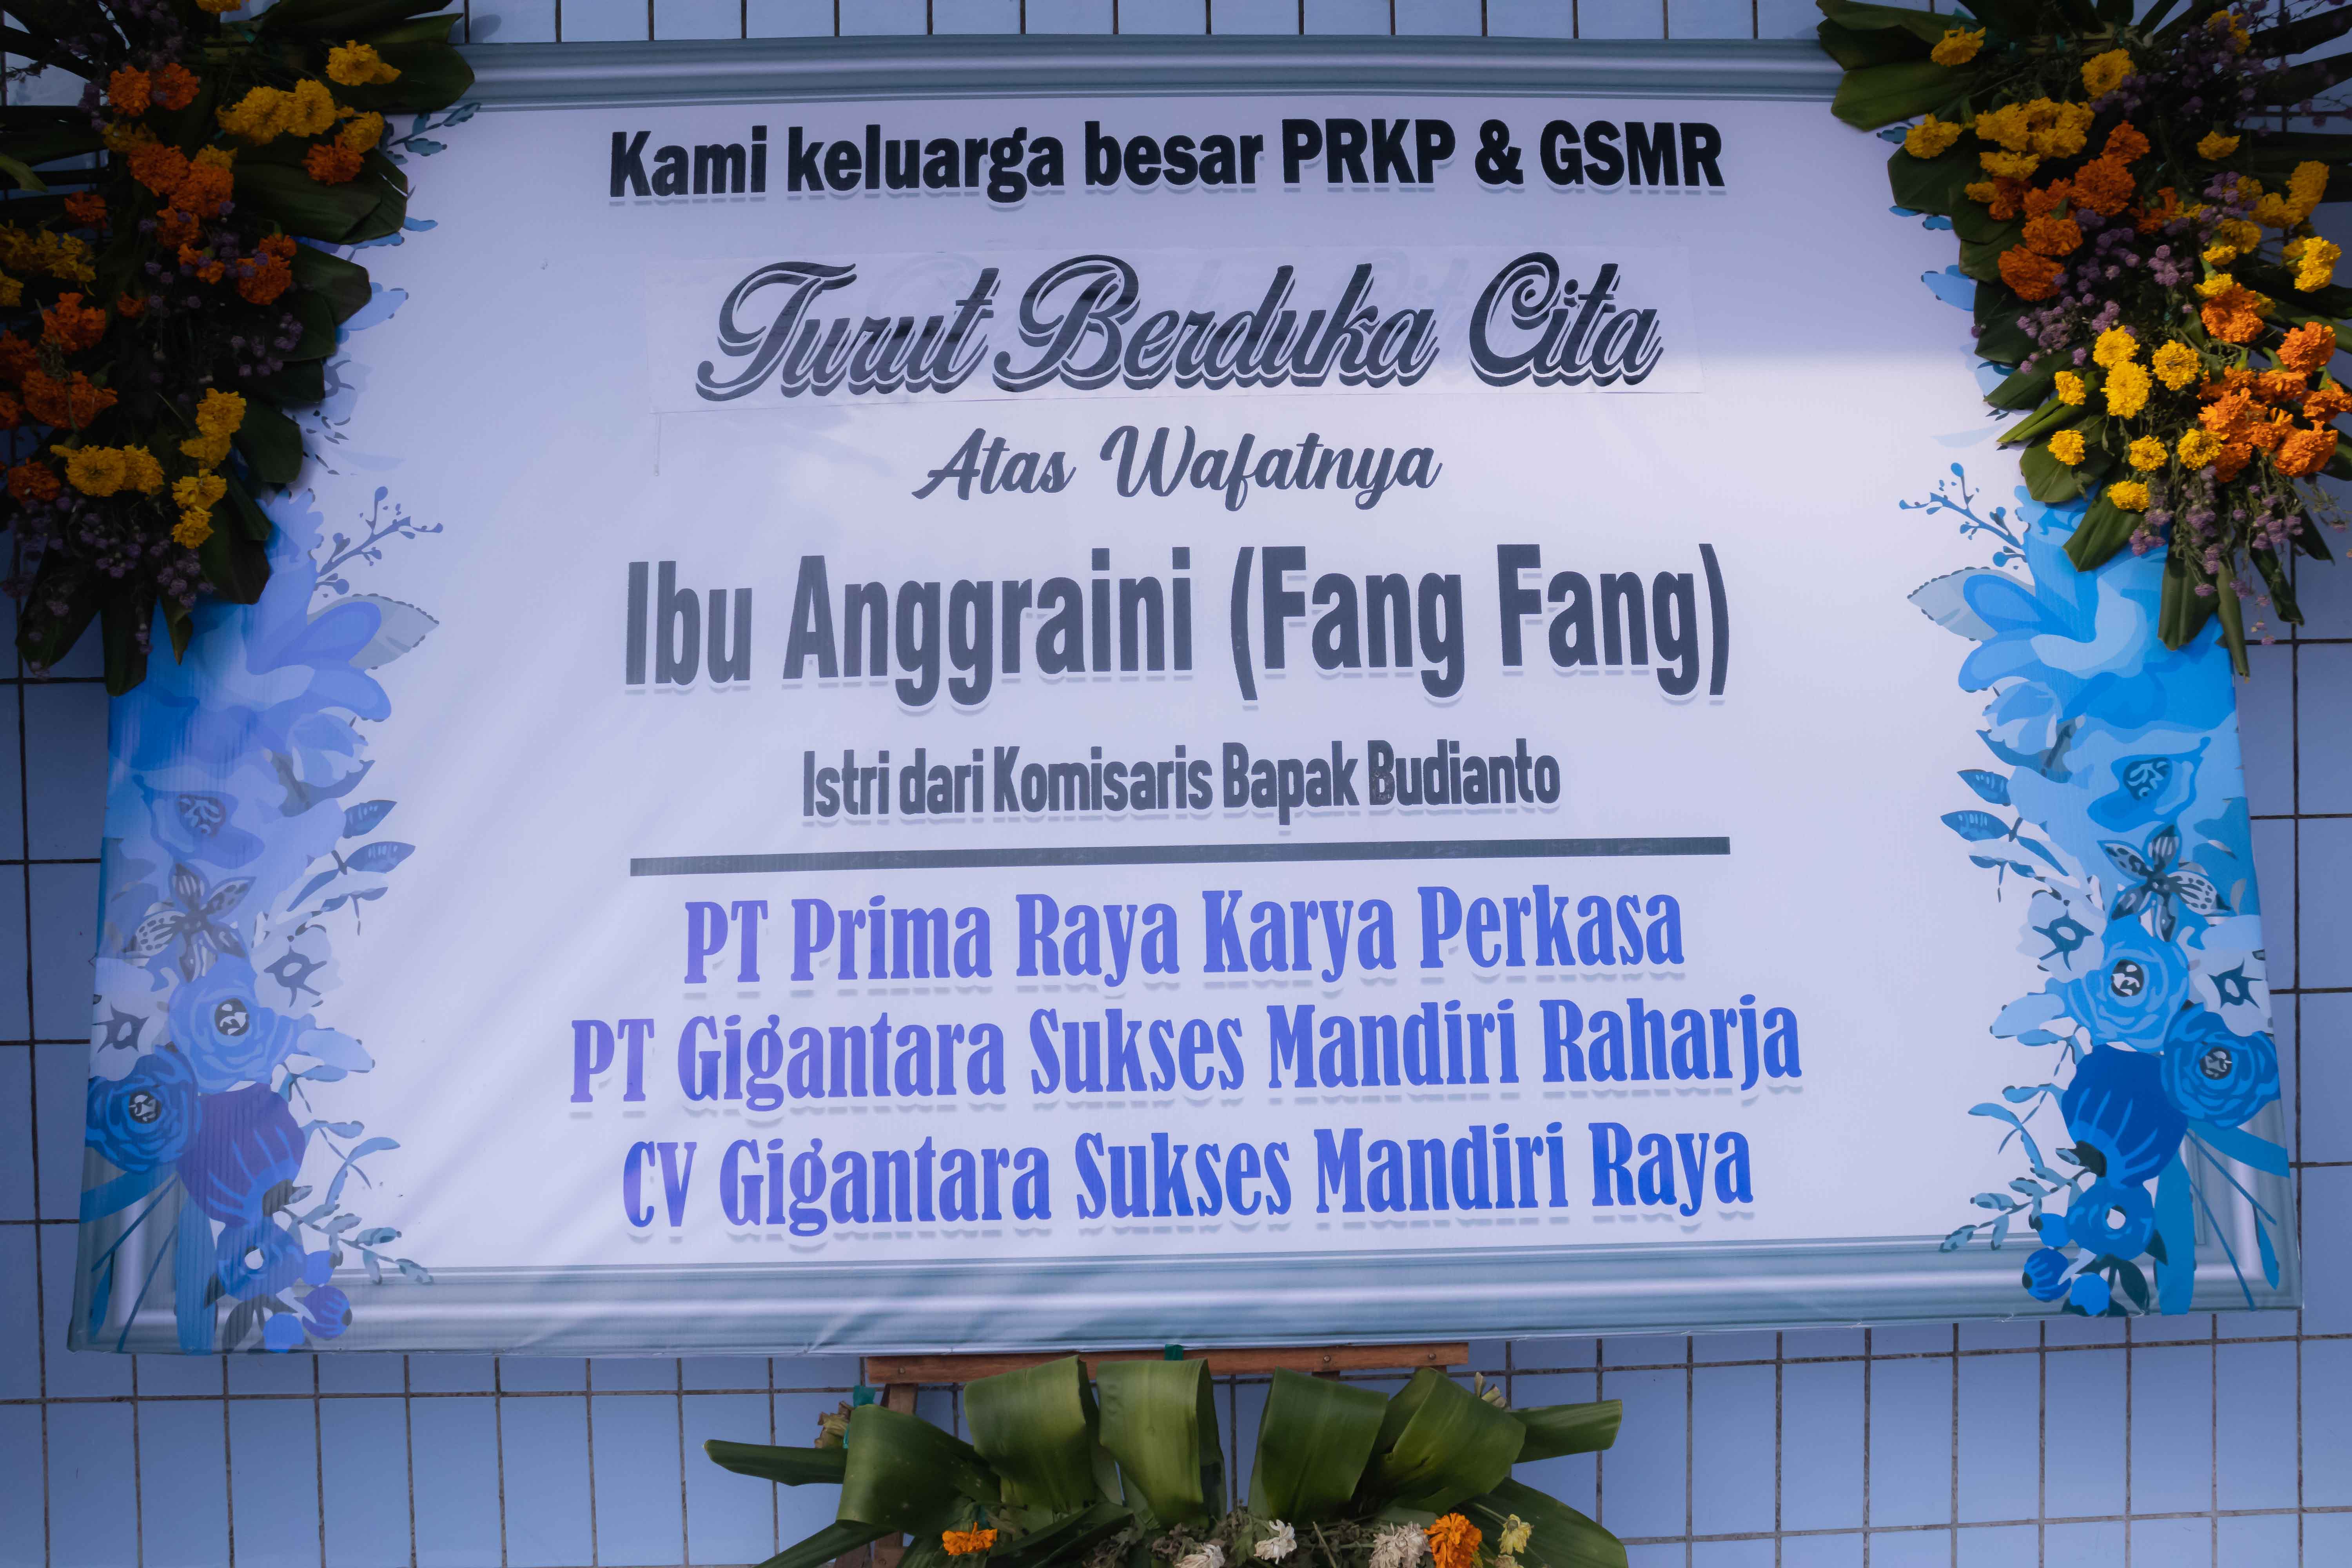 Kami keluarga besar PRKP & GSMR
Turut Berduka Cita
Atas Wafatnya
Ibu Anggraini (Fang Fang)
Istri dari Komisaris Bapak Budianto
PT Prima Raya Karya Perkasa
PT Gigantara Sukses Mandiri Raharja
CV Gigantara Sukses Mandiri Raya